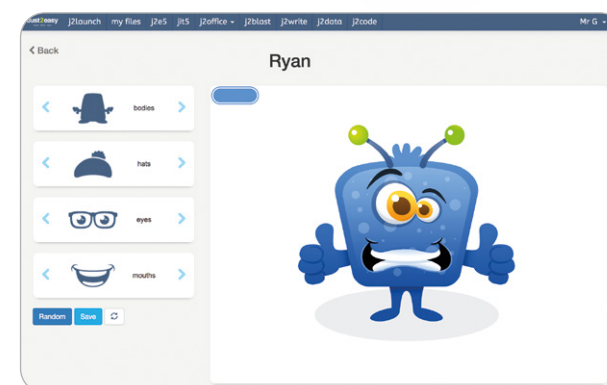 just2easy j2launch my files j2e5 jit5 j2office j2blast j2write j2data j2code Mr G
Back
Ryan
bodies
hats
eyes
mouths
Random Save